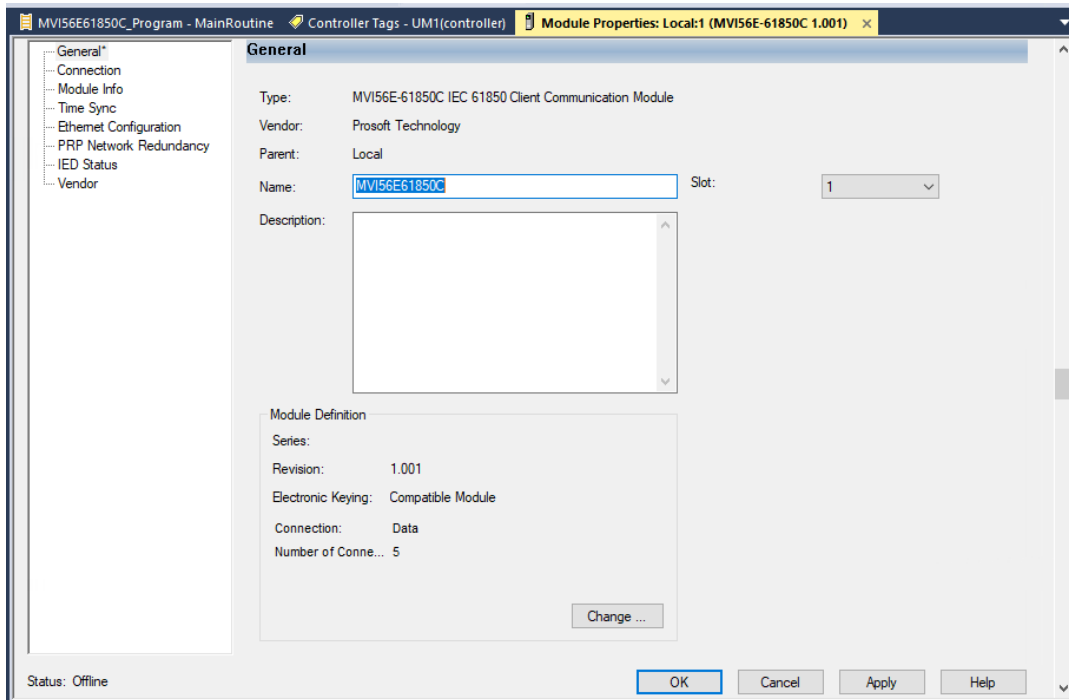 MVI56E61850C_Program - MainRoutine Controller Tags - UM1(controller) Module Properties: Local:1 (MVI56E-61850C 1.001) ×
General*
Connection
Module Info
Time Sync
Ethernet Configuration
PRP Network Redundancy
IED Status
Vendor
General
Type: MVI56E-61850C IEC 61850 Client Communication Module
Vendor: Prosoft Technology
Parent: Local
Name: MVI56E61850C Slot: 1
Description:
Module Definition
Series:
Revision: 1.001
Electronic Keying: Compatible Module
Connection: Data
Number of Conne... 5
Change ...
Status: Offline OK Cancel Apply Help